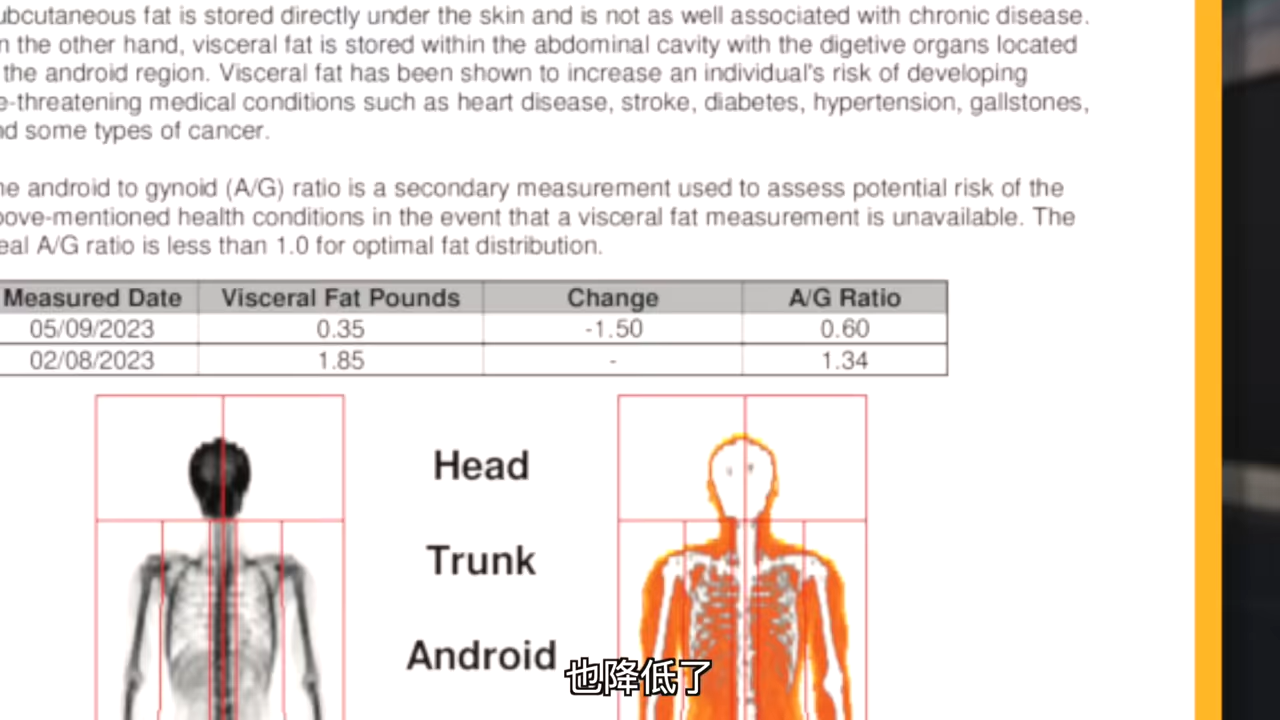 ubcutaneous fat is stored directly under the skin and is not as well associated with chronic disease.
n the other hand, visceral fat is stored within the abdominal cavity with the digetive organs located
the android region. Visceral fat has been shown to increase an individual's risk of developing
e-threatening medical conditions such as heart disease, stroke, diabetes, hypertension, gallstones,
nd some types of cancer.
he android to gynoid (A/G) ratio is a secondary measurement used to assess potential risk of the
bove-mentioned health conditions in the event that a visceral fat measurement is unavailable. The
eal A/G ratio is less than 1.0 for optimal fat distribution.
Measured Date Visceral Fat Pounds Change A/G Ratio
05/09/2023 0.35 -1.50 0.60
02/08/2023 1.85 - 1.34
Head
Trunk
Android
也降低了